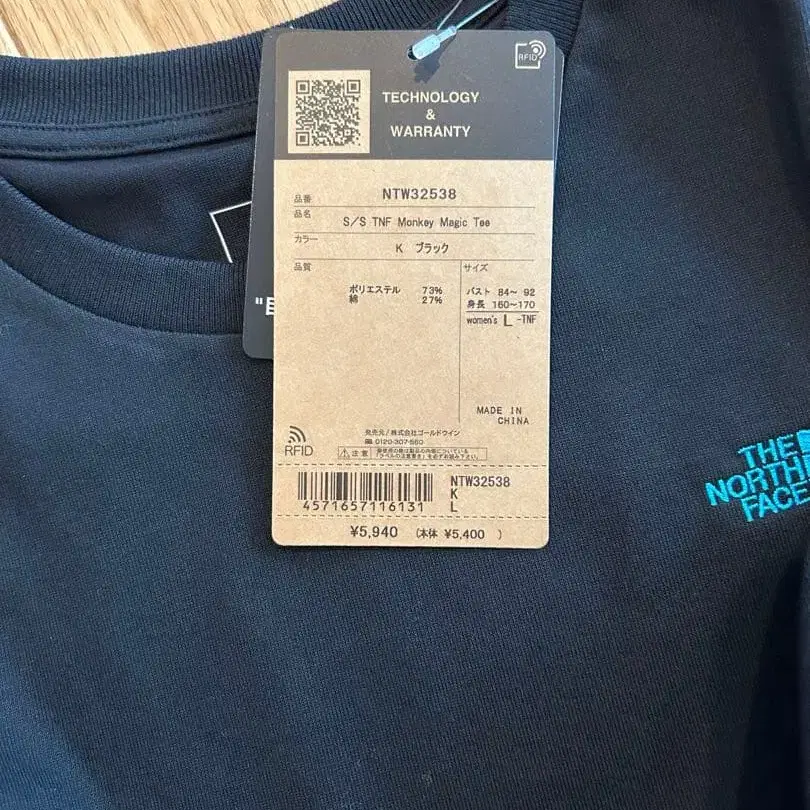 RFID
TECHNOLOGY
&
WARRANTY
品番 NTW32538
品名 S/S TNF Monkey Magic Tee
カラー K ブラック
品質
ポリエステル 73%
綿 27%
サイズ
バスト 84~ 92
身長 160~170
women's L -TNF
MADE IN
CHINA
RFID
発売元/株式会社ゴールドウイン
0120-307-560
注意
4571657116131
NTW32538
K
L
¥5,940 (本体 ¥5,400 )
THE
NORTH
FACE